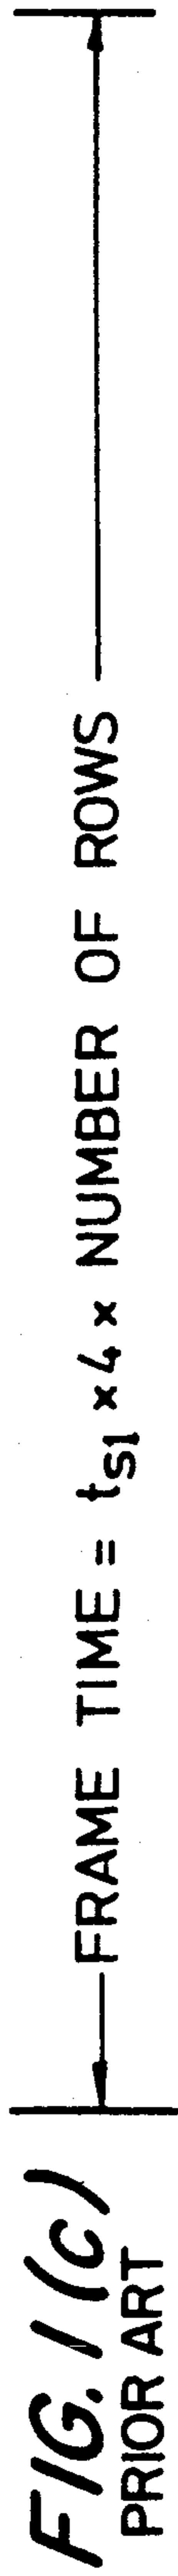 FIG. 1 (c)
PRIOR ART
FRAME TIME = tS1 ×4 × NUMBER OF ROWS